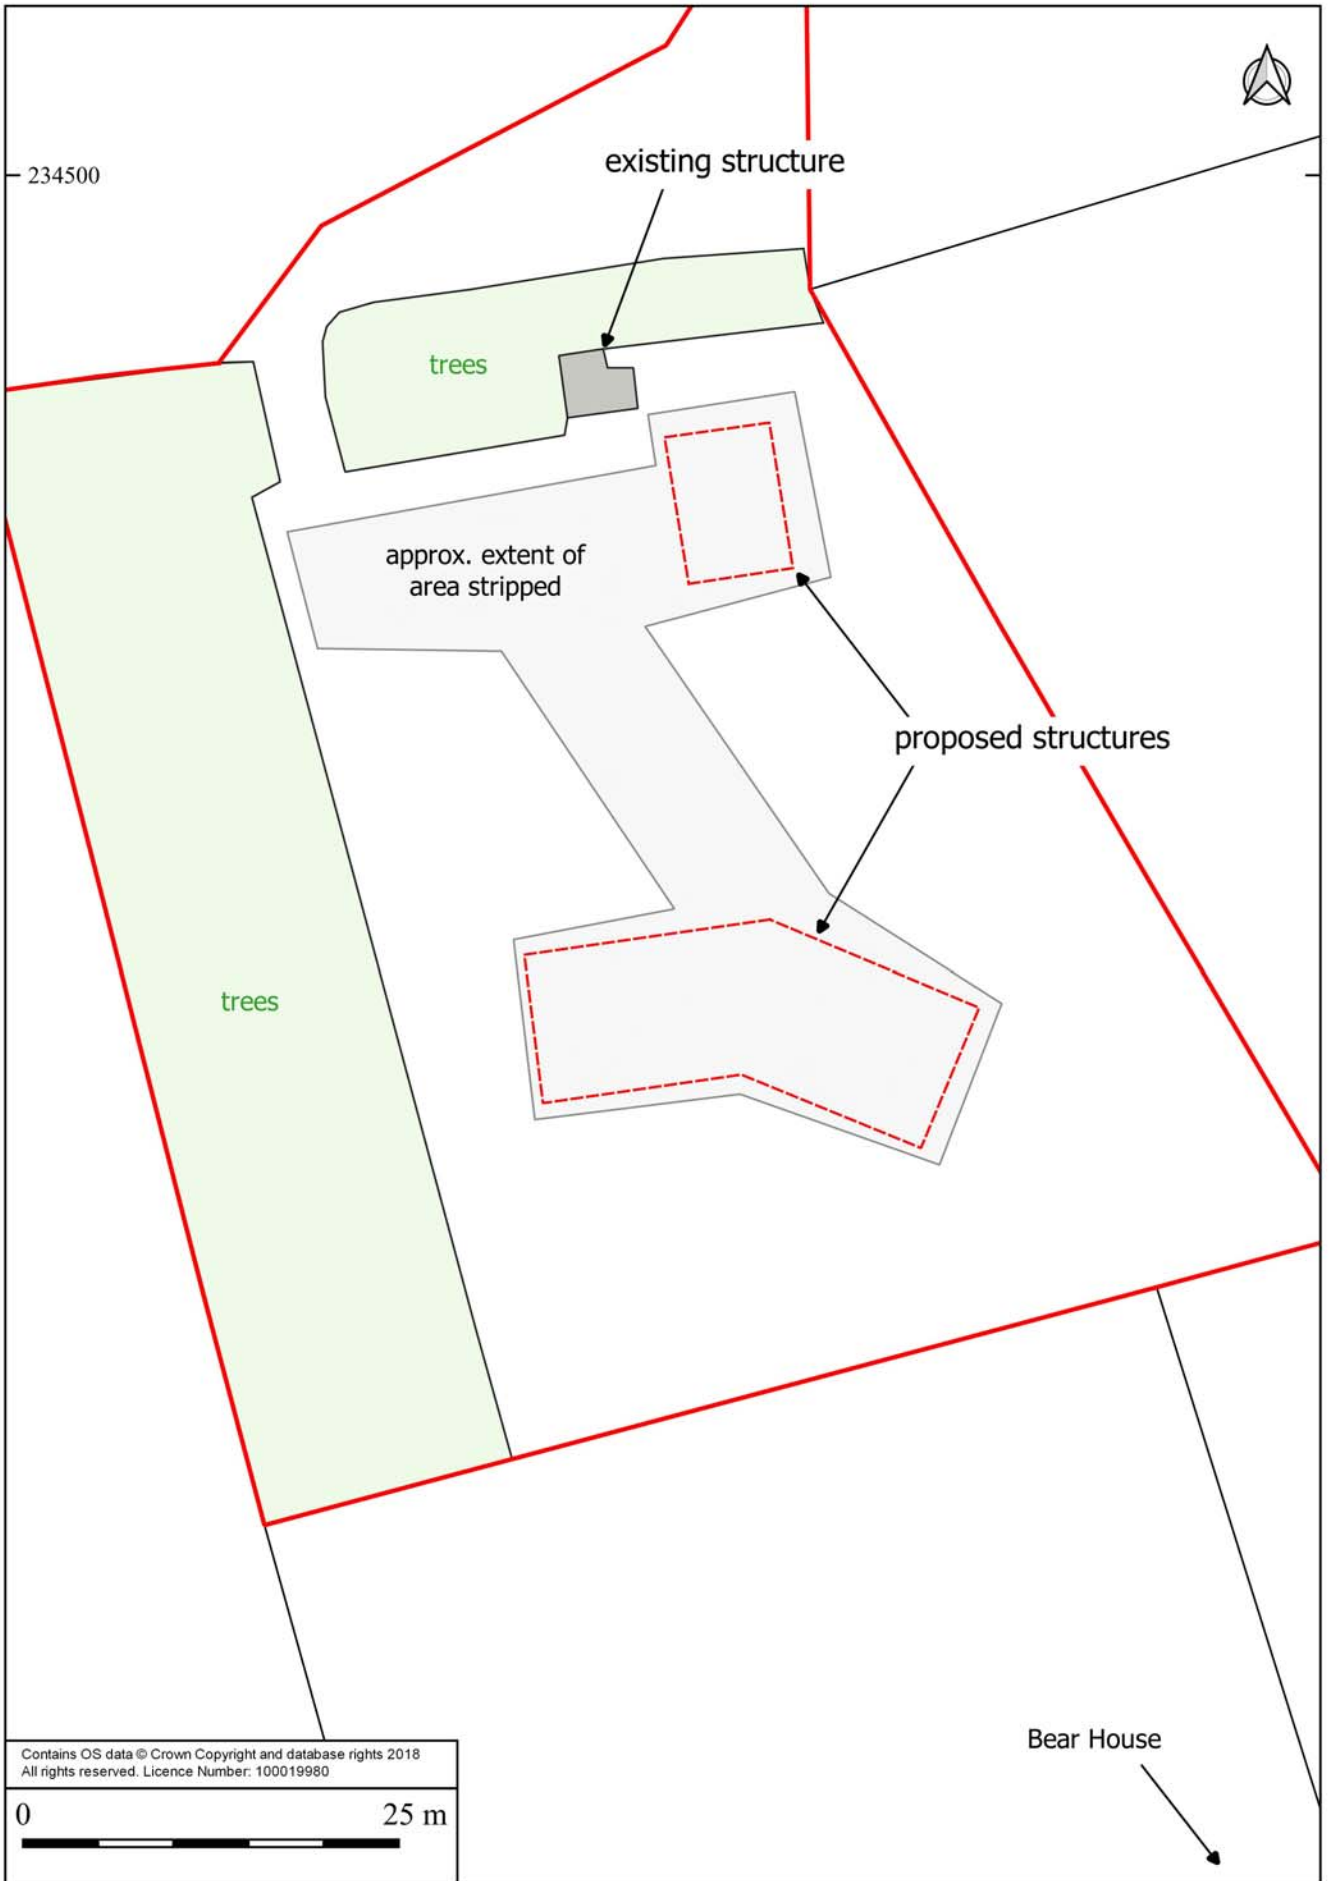 234500
existing structure
trees
approx. extent of
area stripped
proposed structures
trees
Bear House
Contains OS data © Crown Copyright and database rights 2018
All rights reserved. Licence Number: 100019980
0 25 m